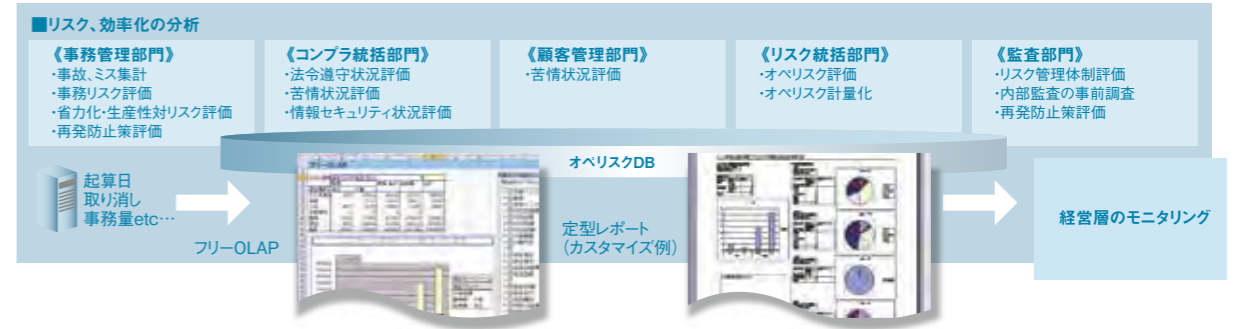 ■リスク、効率化の分析
《事務管理部門》
・事故、ミス集計
・事務リスク評価
・省力化・生産性対リスク評価
・再発防止策評価
《コンプラ統括部門》
・法令遵守状況評価
・苦情状況評価
・情報セキュリティ状況評価
《顧客管理部門》
・苦情状況評価
《リスク統括部門》
・オペリスク評価
・オペリスク計量化
《監査部門》
・リスク管理体制評価
・内部監査の事前調査
・再発防止策評価
オペリスクDB
起算日
取り消し
事務量etc…
フリーOLAP
定型レポート
（カスタマイズ例）
経営層のモニタリング